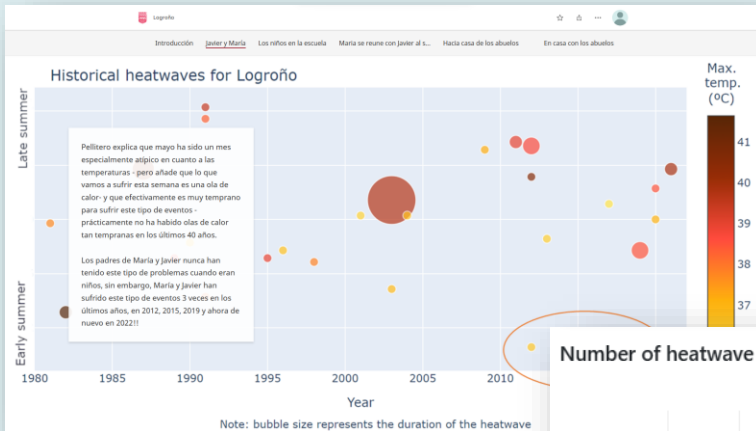 Logroño
Introducción
Javier y María
Los niños en la escuela
Maria se reune con Javier al s...
Hacia casa de los abuelos
En casa con los abuelos
Historical heatwaves for Logroño
Max.
temp.
(ºC)
Late summer
Early summer
Pellitero explica que mayo ha sido un mes
especialmente atípico en cuanto a las
temperaturas - pero añade que lo que
vamos a sufrir esta semana es una ola de
calor- y que efectivamente es muy temprano
para sufrir este tipo de eventos -
prácticamente no ha habido olas de calor
tan tempranas en los últimos 40 años.
Los padres de María y Javier nunca han
tenido este tipo de problemas cuando eran
niños, sin embargo, María y Javier han
sufrido este tipo de eventos 3 veces en los
últimos años, en 2012, 2015, 2019 y ahora de
nuevo en 2022!!
41
40
39
38
37
1980
1985
1990
1995
2000
2005
2010
Year
Note: bubble size represents the duration of the heatwave
Number of heatwave